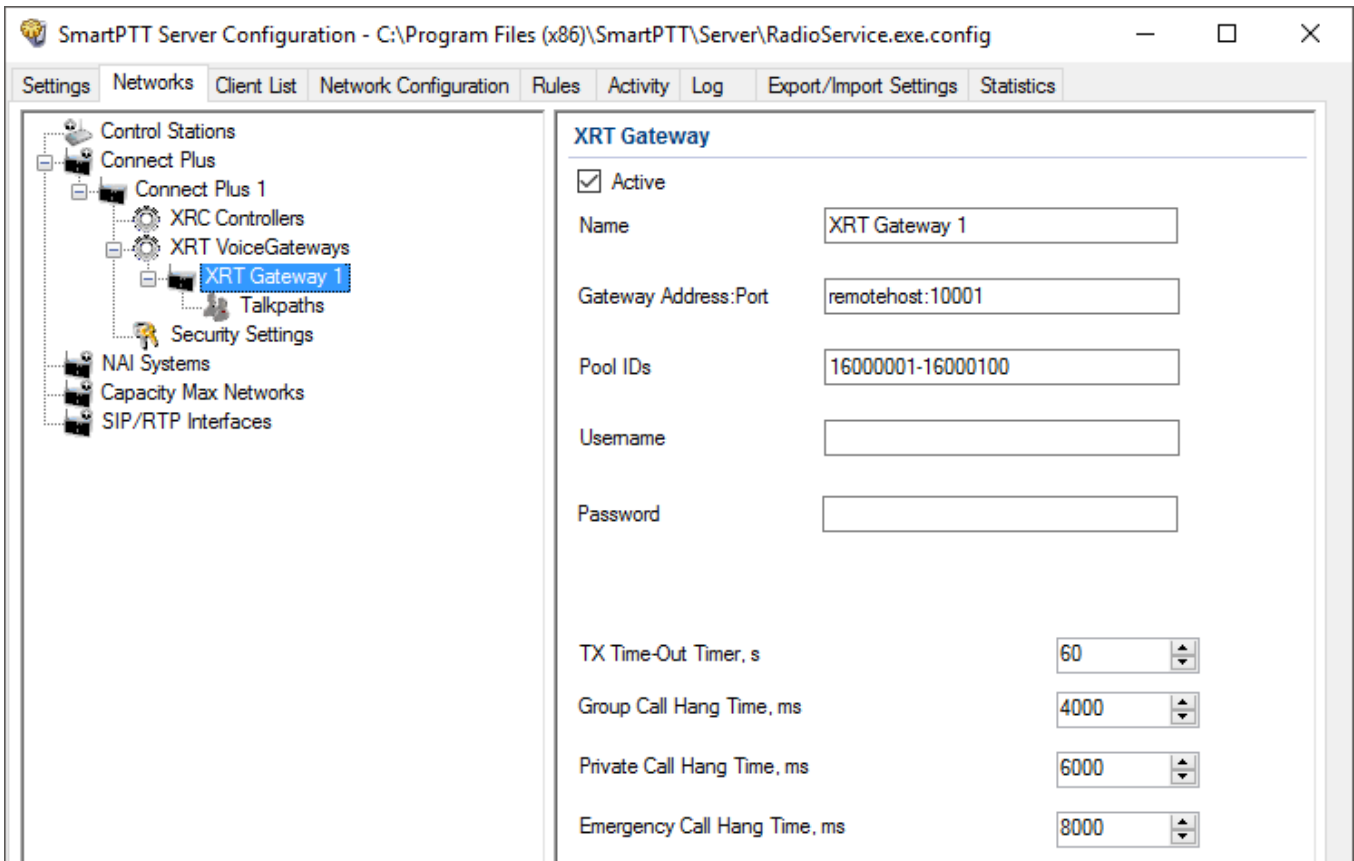 SmartPTT Server Configuration - C:\Program Files (x86)\SmartPTT\Server\RadioService.exe.config
Settings Networks Client List Network Configuration Rules Activity Log Export/Import Settings Statistics
Control Stations
Connect Plus
Connect Plus 1
XRC Controllers
XRT VoiceGateways
XRT Gateway 1
Talkpaths
Security Settings
NAI Systems
Capacity Max Networks
SIP/RTP Interfaces
XRT Gateway
Active
Name XRT Gateway 1
Gateway Address:Port remotehost:10001
Pool IDs 16000001-16000100
Username
Password
TX Time-Out Timer, s 60
Group Call Hang Time, ms 4000
Private Call Hang Time, ms 6000
Emergency Call Hang Time, ms 8000